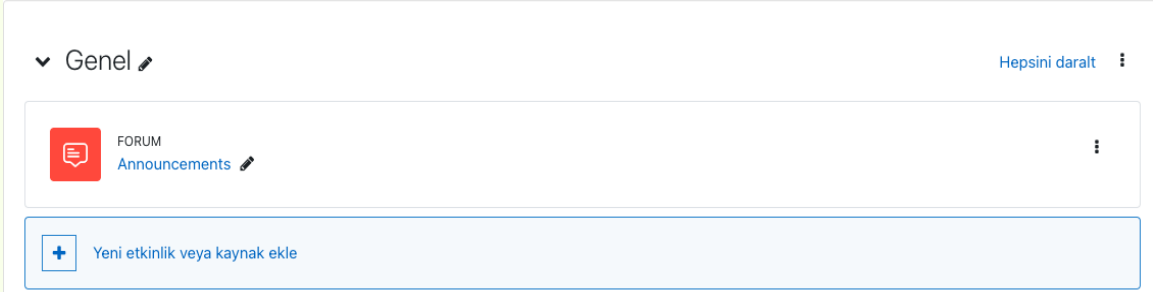 Genel
Hepsini daralt
FORUM
Announcements
Yeni etkinlik veya kaynak ekle